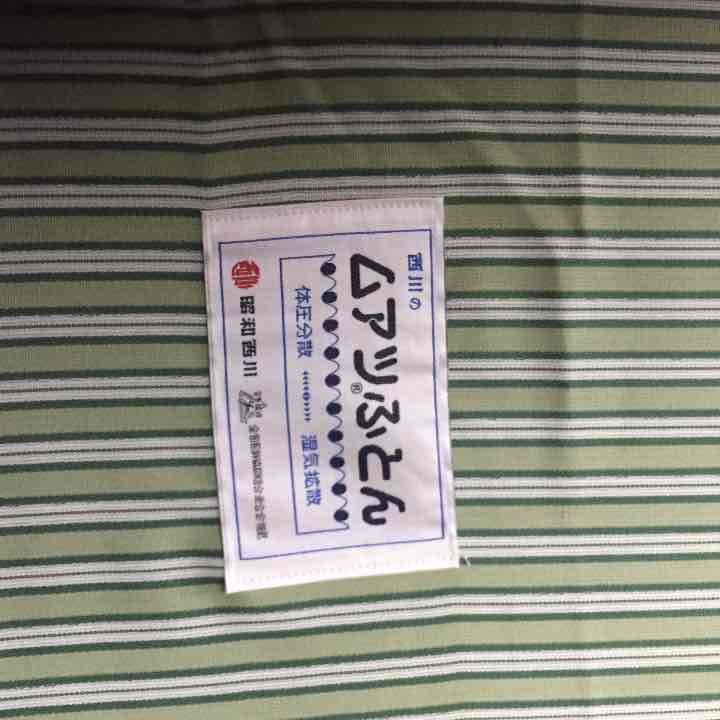 西川の
ムアツふとん®
体圧分散 湿気拡散
昭和西川